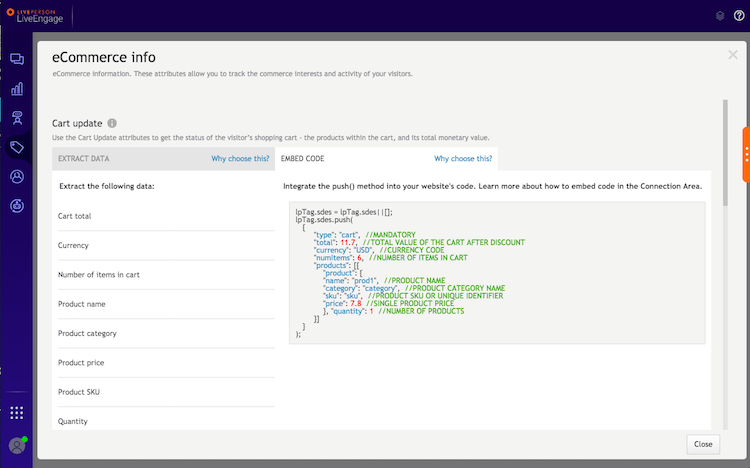 LIVEPERSON
LiveEngage
eCommerce info
eCommerce information. These attributes allow you to track the commerce interests and activity of your visitors.
Cart update
Use the Cart Update attributes to get the status of the visitor's shopping cart - the products within the cart, and its total monetary value.
EXTRACT DATA Why choose this? EMBED CODE Why choose this?
Extract the following data:
Cart total
Currency
Number of items in cart
Product name
Product category
Product price
Product SKU
Quantity
Integrate the push() method into your website's code. Learn more about how to embed code in the Connection Area.
lpTag.sdes = lpTag.sdes||[];
lpTag.sdes.push(
{
"type": "cart", //MANDATORY
"total": 11.7, //TOTAL VALUE OF THE CART AFTER DISCOUNT
"currency": "USD", //CURRENCY CODE
"numItems": 6, //NUMBER OF ITEMS IN CART
"products": [{
"product": {
"name": "prod1", //PRODUCT NAME
"category": "category", //PRODUCT CATEGORY NAME
"sku": "sku", //PRODUCT SKU OR UNIQUE IDENTIFIER
"price": 7.8 //SINGLE PRODUCT PRICE
}, "quantity": 1 //NUMBER OF PRODUCTS
}]
}
);
Close